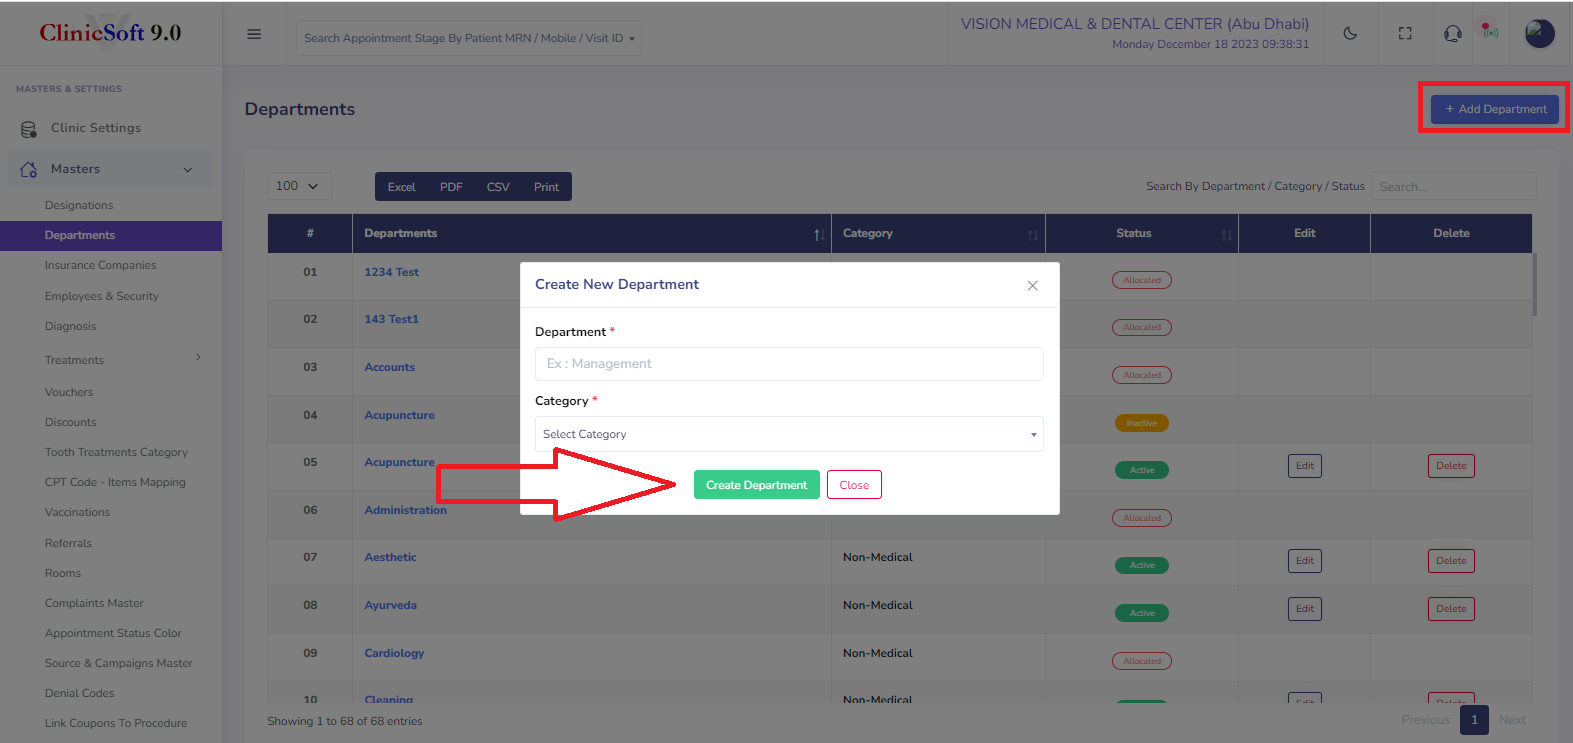 ClinicSoft 9.0
Search Appointment Stage By Patient MRN / Mobile / Visit ID
VISION MEDICAL & DENTAL CENTER (Abu Dhabi)
Monday December 18 2023 09:38:31
MASTERS & SETTINGS
Clinic Settings
Masters
Designations
Departments
Insurance Companies
Employees & Security
Diagnosis
Treatments
Vouchers
Discounts
Tooth Treatments Category
CPT Code - Items Mapping
Vaccinations
Referrals
Rooms
Complaints Master
Appointment Status Color
Source & Campaigns Master
Denial Codes
Link Coupons To Procedure
Departments
+ Add Department
100
Excel PDF CSV Print
Search By Department / Category / Status Search...
# Departments Category Status Edit Delete
01 1234 Test Allocated
02 143 Test1 Allocated
03 Accounts Allocated
04 Acupuncture Inactive
05 Acupuncture Active Edit Delete
06 Administration Allocated
07 Aesthetic Non-Medical Active Edit Delete
08 Ayurveda Non-Medical Active Edit Delete
09 Cardiology Non-Medical Allocated
10 Cleaning Non-Medical Edit Delete
Showing 1 to 68 of 68 entries
Previous 1 Next
Create New Department
Department *
Ex : Management
Category *
Select Category
Create Department Close